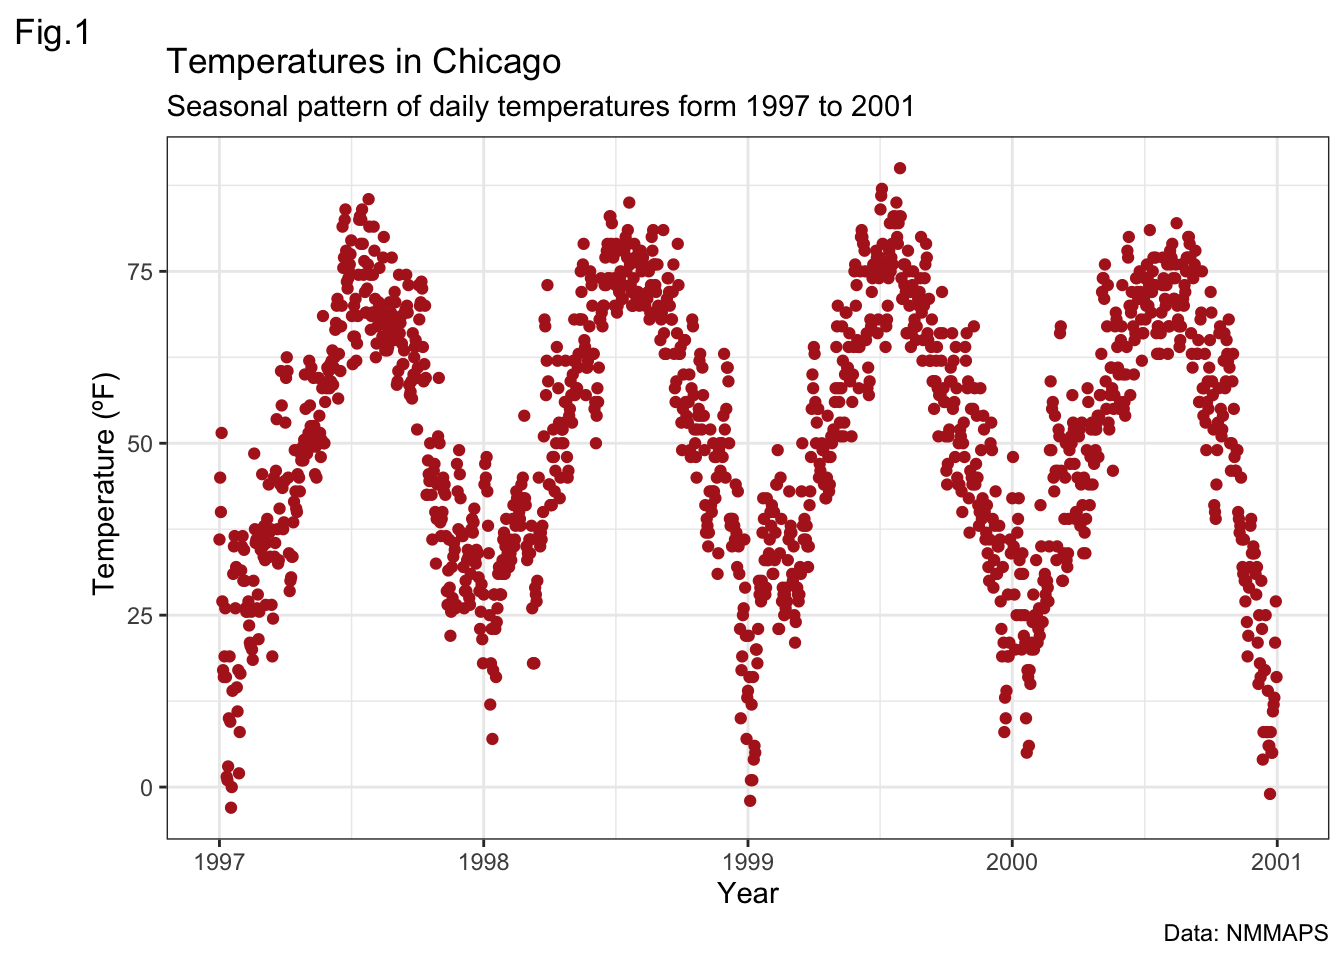 Fig.1
Temperatures in Chicago
Seasonal pattern of daily temperatures form 1997 to 2001
75
50
25
0
Temperature (ºF)
1997 1998 1999 2000 2001
Year
Data: NMMAPS